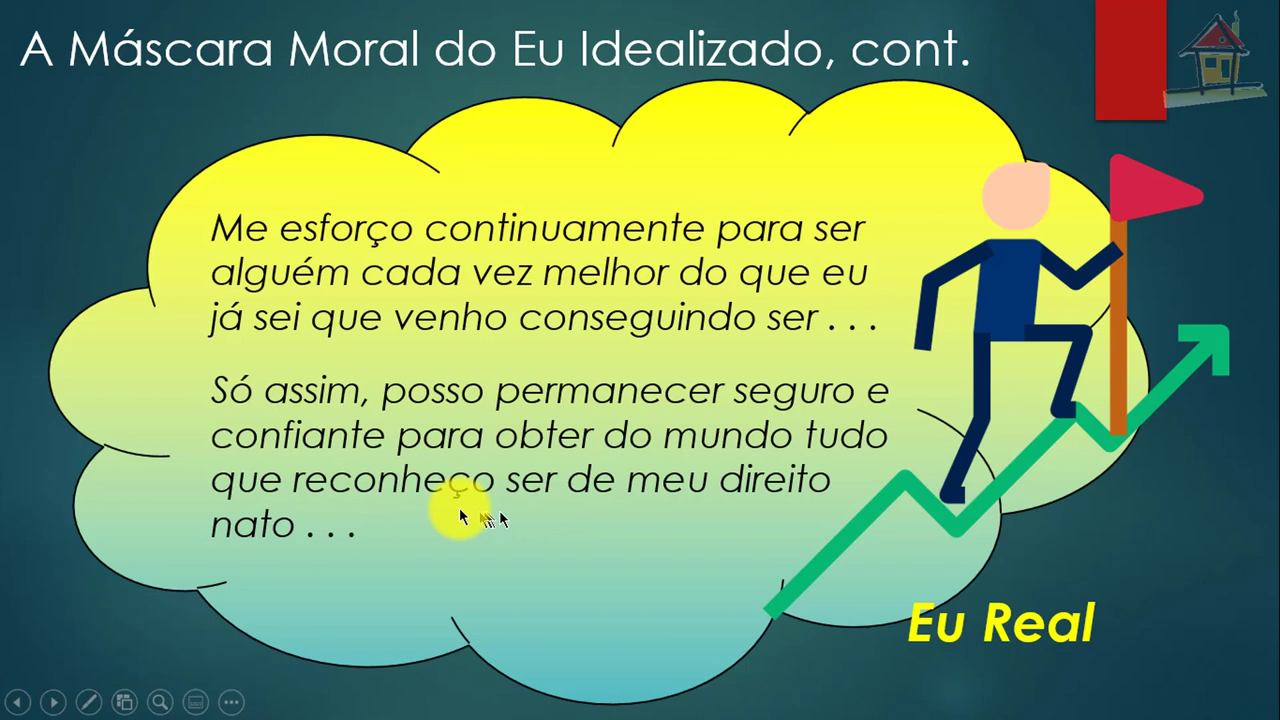 A Máscara Moral do Eu Idealizado, cont.
Me esforço continuamente para ser
alguém cada vez melhor do que eu
já sei que venho conseguindo ser . . .
Só assim, posso permanecer seguro e
confiante para obter do mundo tudo
que reconheço ser de meu direito
nato . . .
Eu Real